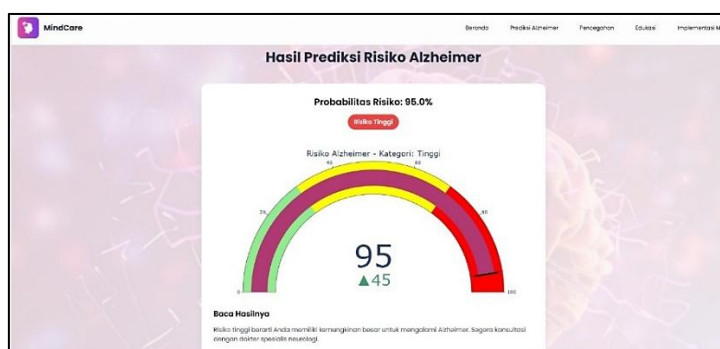 MindCare
Beranda Prediksi Alzheimer Pencegahan Edukasi Implementasi M
Hasil Prediksi Risiko Alzheimer
Probabilitas Risiko: 95.0%
Risiko Tinggi
Risiko Alzheimer - Kategori: Tinggi
40 60
20 80
95
▲45
0 100
Baca Hasilnya
Risiko tinggi berarti Anda memiliki kemungkinan besar untuk mengalami Alzheimer. Segera konsultasi
dengan dokter spesialis neurologi.